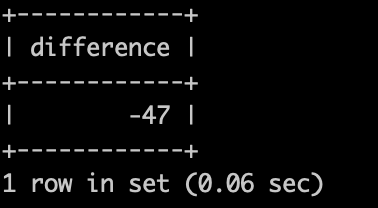 +------------+
| difference |
+------------+
|        -47 |
+------------+
1 row in set (0.06 sec)